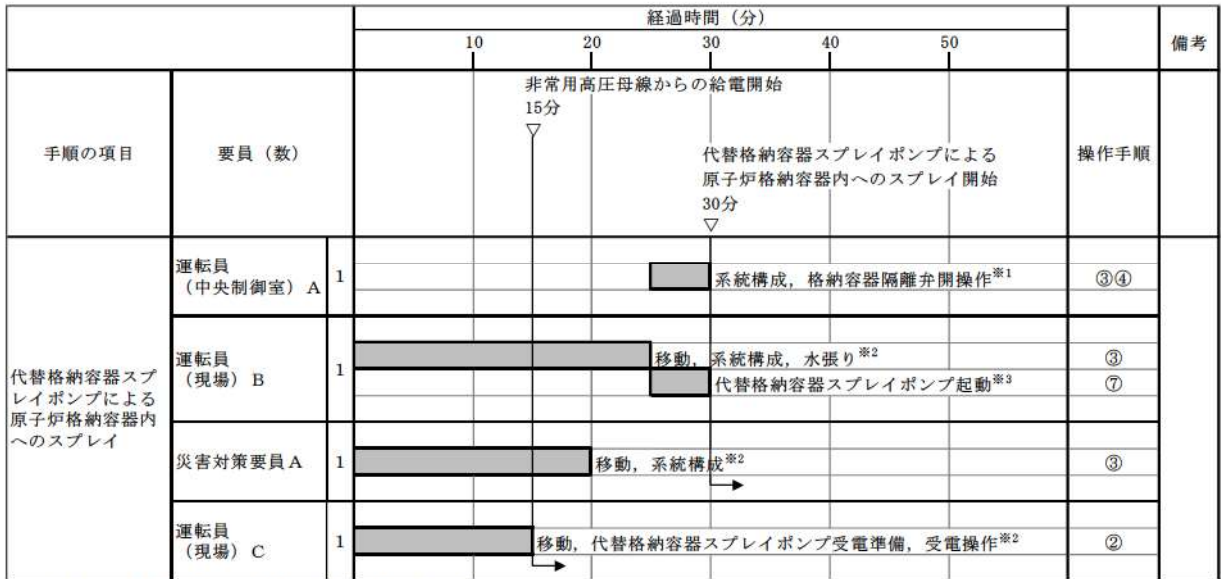 経過時間（分）
10 20 30 40 50
備考
手順の項目
要員（数）
操作手順
非常用高圧母線からの給電開始
15分
▽
代替格納容器スプレイポンプによる
原子炉格納容器内へのスプレイ開始
30分
▽
代替格納容器スプ
レイポンプによる
原子炉格納容器内
へのスプレイ
運転員
（中央制御室）A
1
系統構成，格納容器隔離弁開操作※1
③④
運転員
（現場）B
1
移動，系統構成，水張り※2
③
代替格納容器スプレイポンプ起動※3
⑦
災害対策要員A
1
移動，系統構成※2
③
運転員
（現場）C
1
移動，代替格納容器スプレイポンプ受電準備，受電操作※2
②